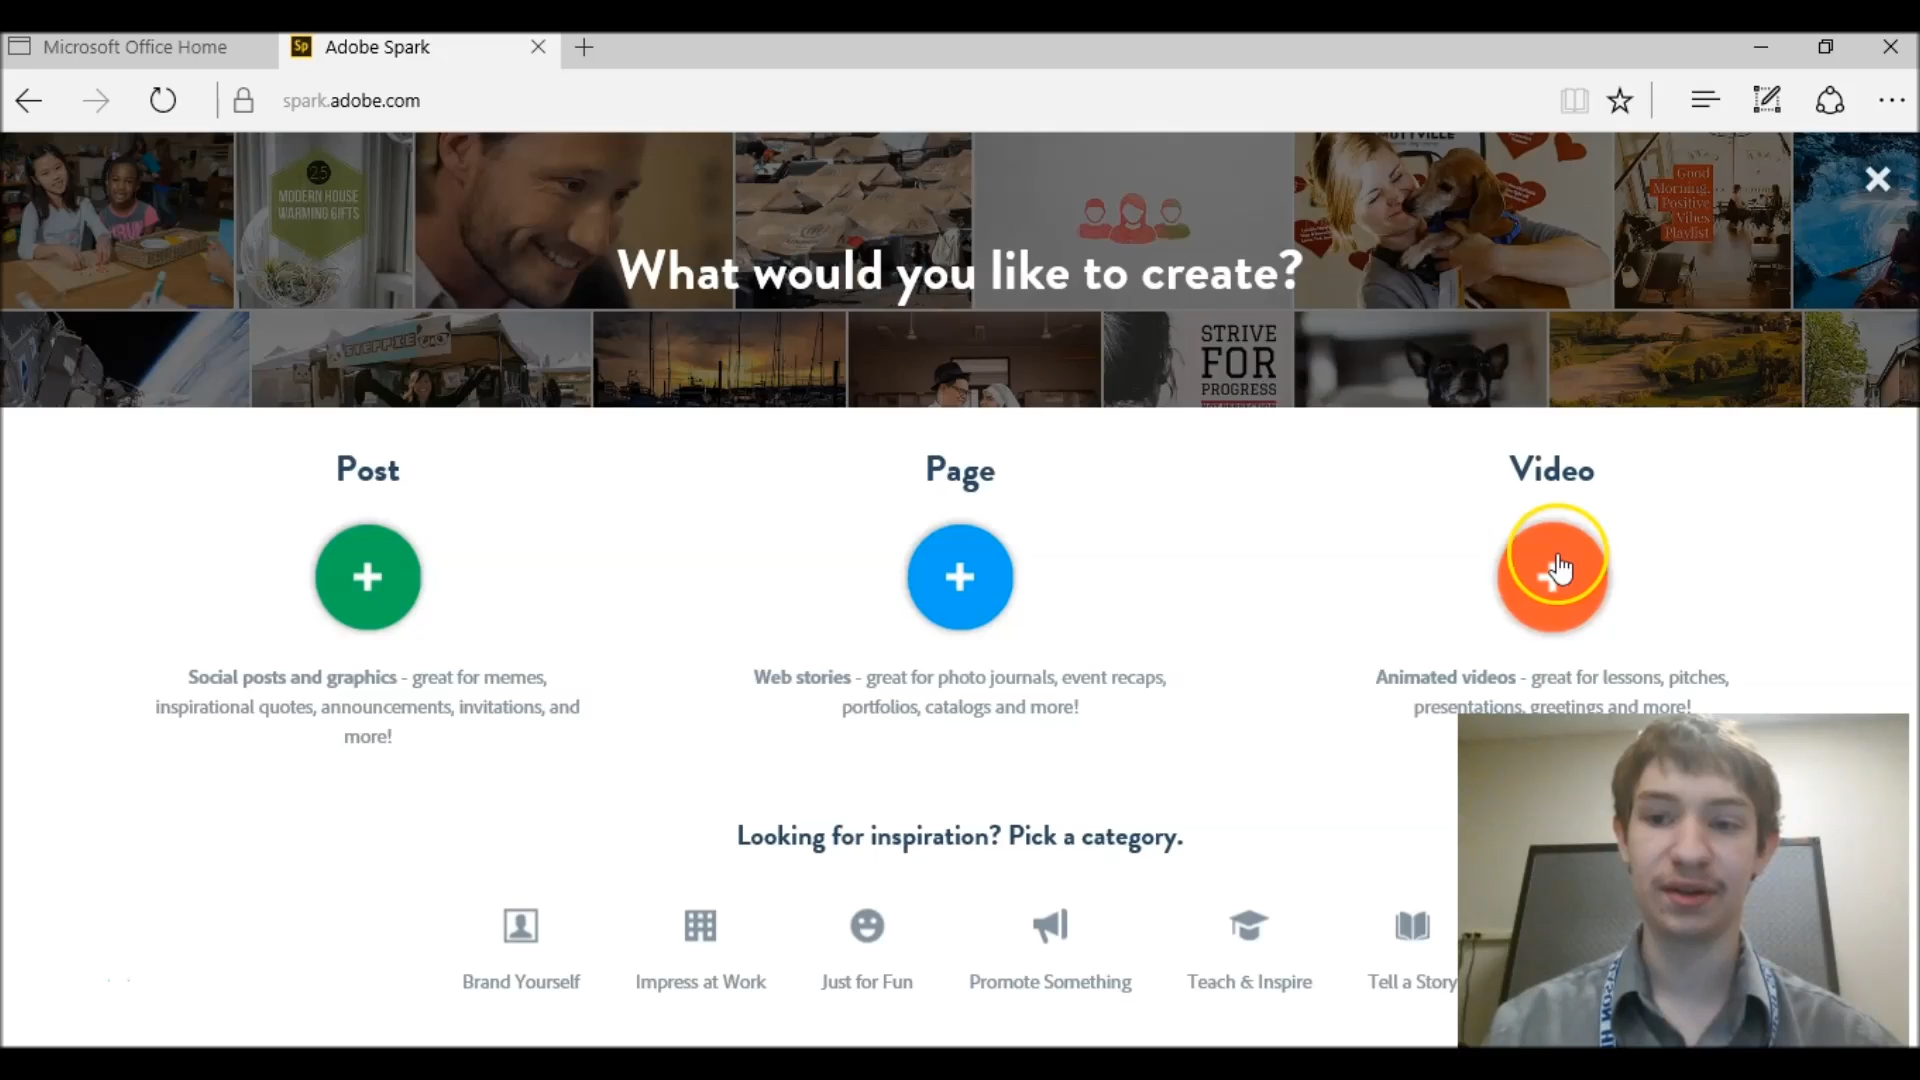 Microsoft Office Home
Sp Adobe Spark
spark.adobe.com
25
MODERN HOUSE
WARMING GIFTS
Good
Morning.
Positive
Vibes
Playlist
What would you like to create?
STEPPIE
STRIVE
FOR
PROGRESS
Post
Page
Video
Social posts and graphics - great for memes,
inspirational quotes, announcements, invitations, and
more!
Web stories - great for photo journals, event recaps,
portfolios, catalogs and more!
Animated videos - great for lessons, pitches,
presentations, greetings and more!
Looking for inspiration? Pick a category.
Brand Yourself
Impress at Work
Just for Fun
Promote Something
Teach & Inspire
Tell a Story